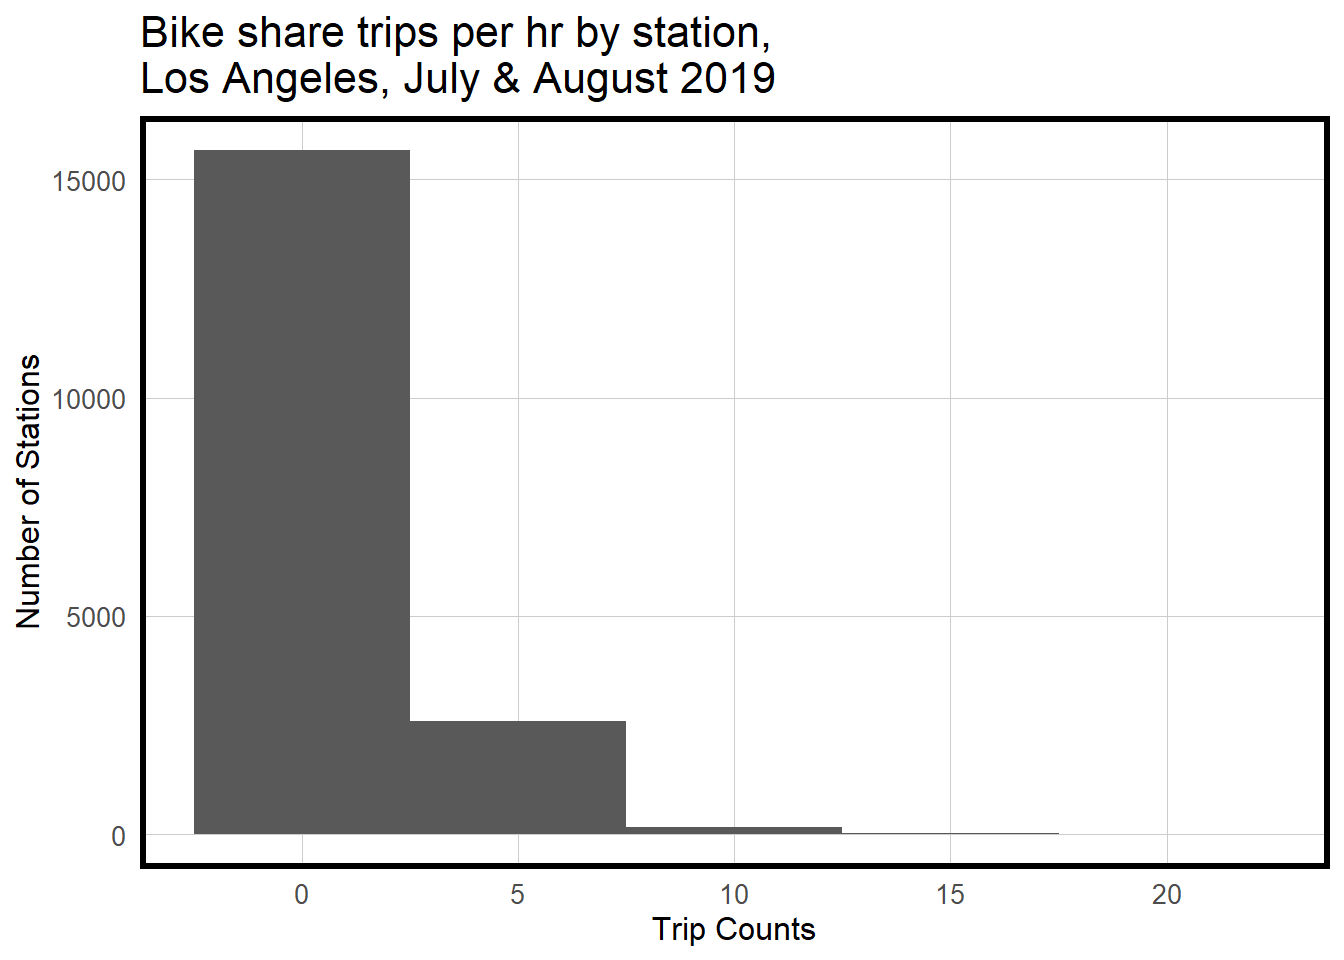 Bike share trips per hr by station,
Los Angeles, July & August 2019
15000
10000
5000
0
Number of Stations
0 5 10 15 20
Trip Counts